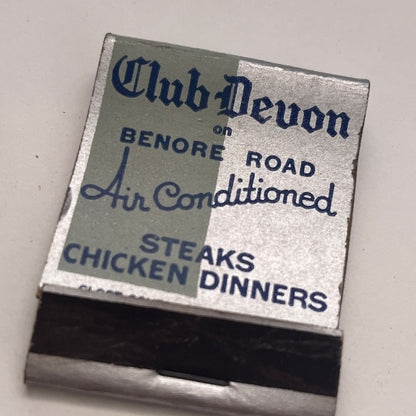 Club Devon
on
BENORE ROAD
Air Conditioned
STEAKS
CHICKEN DINNERS